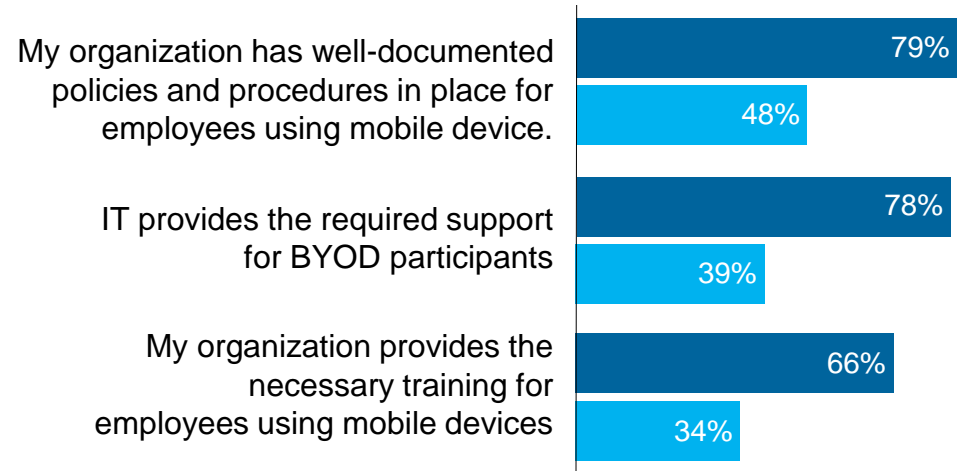 My organization has well-documented
policies and procedures in place for
employees using mobile device.
79%
48%
IT provides the required support
for BYOD participants
78%
39%
My organization provides the
necessary training for
employees using mobile devices
66%
34%